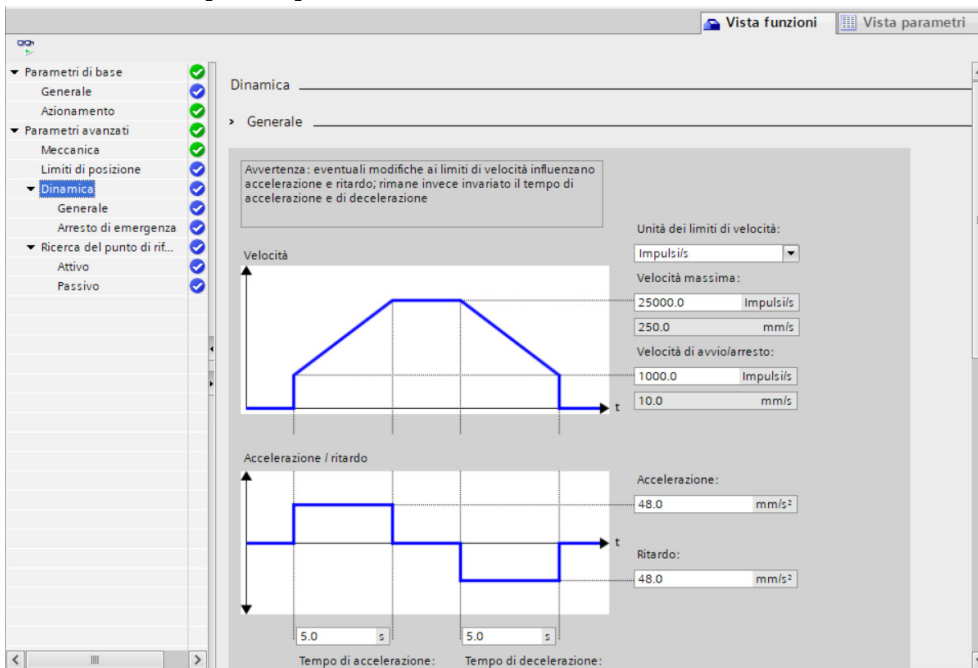 Vista funzioni
Vista parametri
Parametri di base
Generale
Azionamento
Parametri avanzati
Meccanica
Limiti di posizione
Dinamica
Generale
Arresto di emergenza
Ricerca del punto di rif...
Attivo
Passivo
Dinamica
Generale
Avvertenza: eventuali modifiche ai limiti di velocità influenzano
accelerazione e ritardo; rimane invece invariato il tempo di
accelerazione e di decelerazione
Unità dei limiti di velocità:
Impulsi/s
Velocità
Velocità massima:
25000.0 Impulsi/s
250.0 mm/s
Velocità di avvio/arresto:
1000.0 Impulsi/s
10.0 mm/s
t
Accelerazione / ritardo
Accelerazione:
48.0 mm/s²
t
Ritardo:
48.0 mm/s²
5.0 s 5.0 s
Tempo di accelerazione: Tempo di decelerazione: